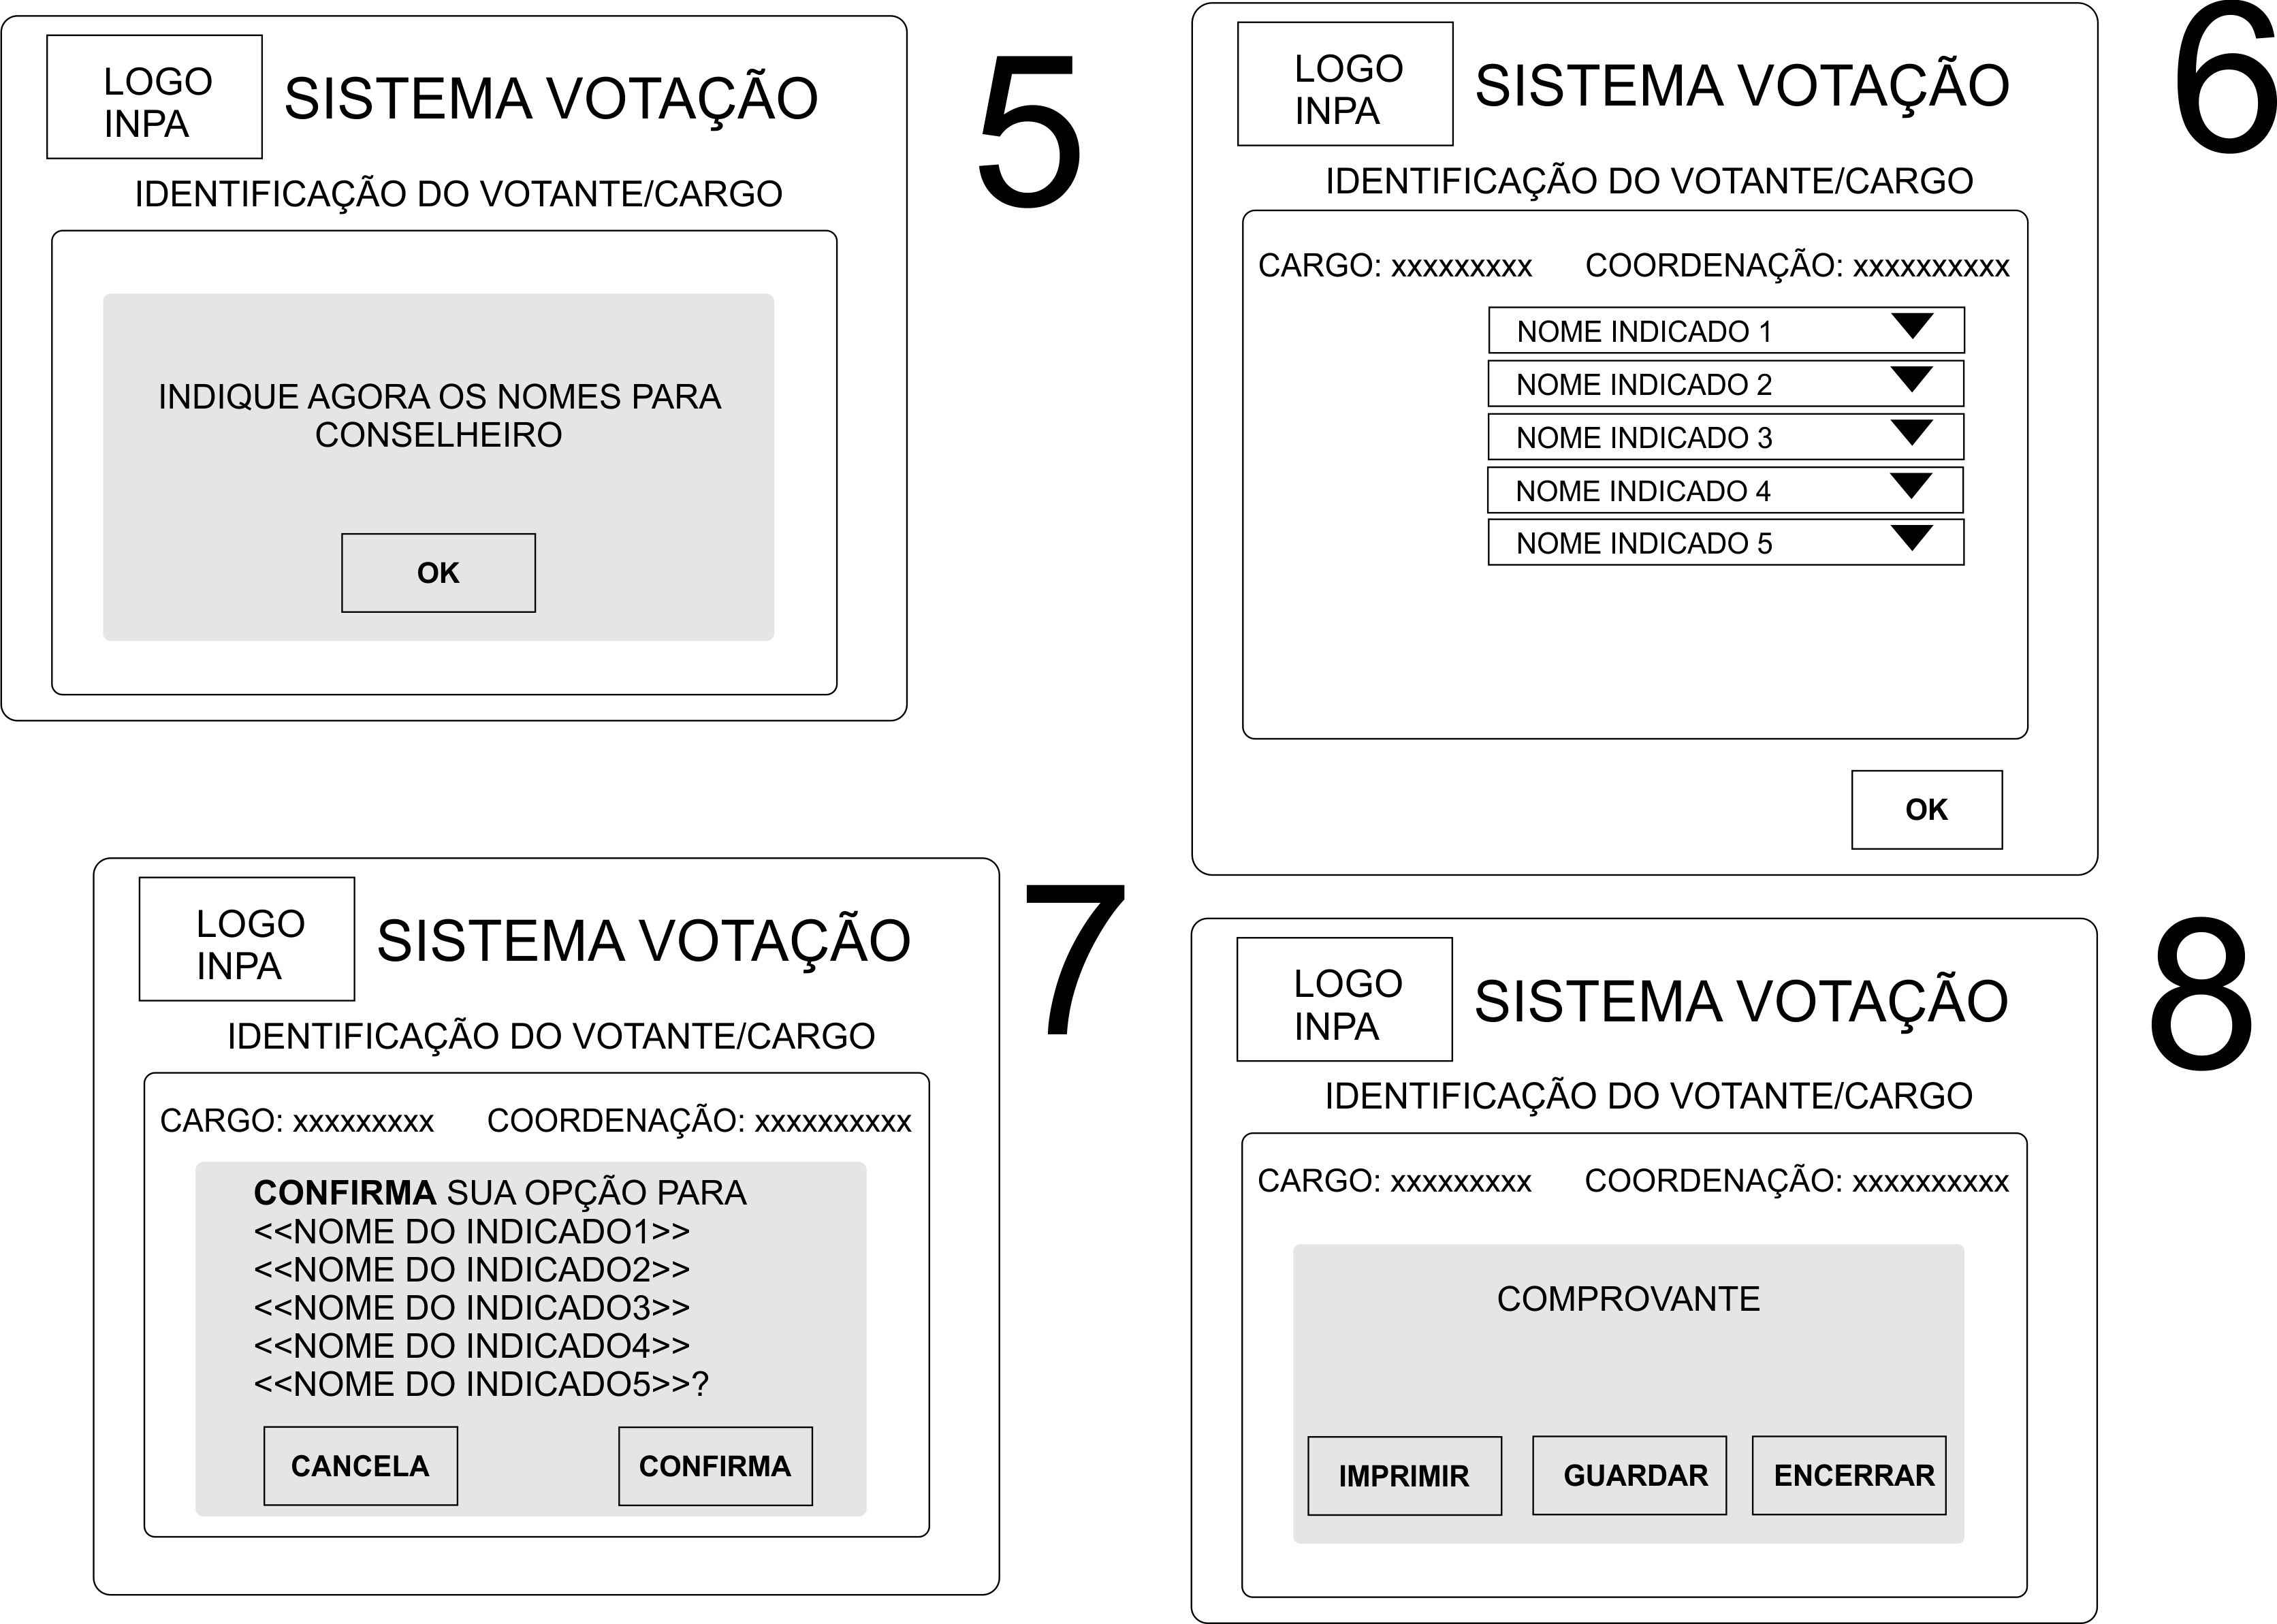 LOGO
INPA
SISTEMA VOTAÇÃO
5
IDENTIFICAÇÃO DO VOTANTE/CARGO
INDIQUE AGORA OS NOMES PARA
CONSELHEIRO
OK
LOGO
INPA
SISTEMA VOTAÇÃO
6
IDENTIFICAÇÃO DO VOTANTE/CARGO
CARGO: xxxxxxxxx COORDENAÇÃO: xxxxxxxxxx
NOME INDICADO 1
NOME INDICADO 2
NOME INDICADO 3
NOME INDICADO 4
NOME INDICADO 5
OK
LOGO
INPA
SISTEMA VOTAÇÃO
7
IDENTIFICAÇÃO DO VOTANTE/CARGO
CARGO: xxxxxxxxx COORDENAÇÃO: xxxxxxxxxx
CONFIRMA SUA OPÇÃO PARA
<<NOME DO INDICADO1>>
<<NOME DO INDICADO2>>
<<NOME DO INDICADO3>>
<<NOME DO INDICADO4>>
<<NOME DO INDICADO5>>?
CANCELA CONFIRMA
LOGO
INPA
SISTEMA VOTAÇÃO
8
IDENTIFICAÇÃO DO VOTANTE/CARGO
CARGO: xxxxxxxxx COORDENAÇÃO: xxxxxxxxxx
COMPROVANTE
IMPRIMIR GUARDAR ENCERRAR